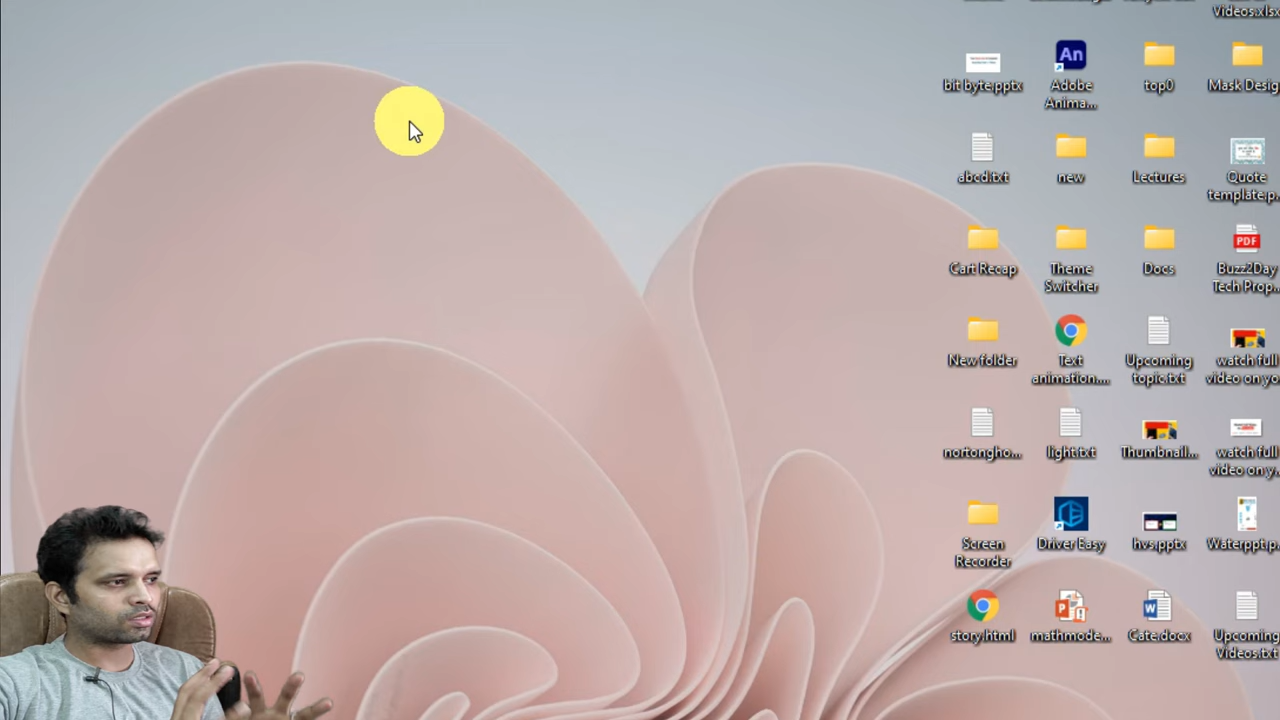 Videos.xlsx
bit byte.pptx
An
Adobe
Anima...
top0
Mask Desig
abcd.txt
new
Lectures
Quote
template.p..
Cart Recap
Theme
Switcher
Docs
PDF
Buzz2Day
Tech Prop...
New folder
Text
animation....
Upcoming
topic.txt
watch full
video on yo
nortongho...
light.txt
Thumbnail...
watch full
video on y...
Screen
Recorder
Driver Easy
hvs.pptx
Waterppt.p..
story.html
P
mathmode...
W
Cate.docx
Upcoming
Videos.txt